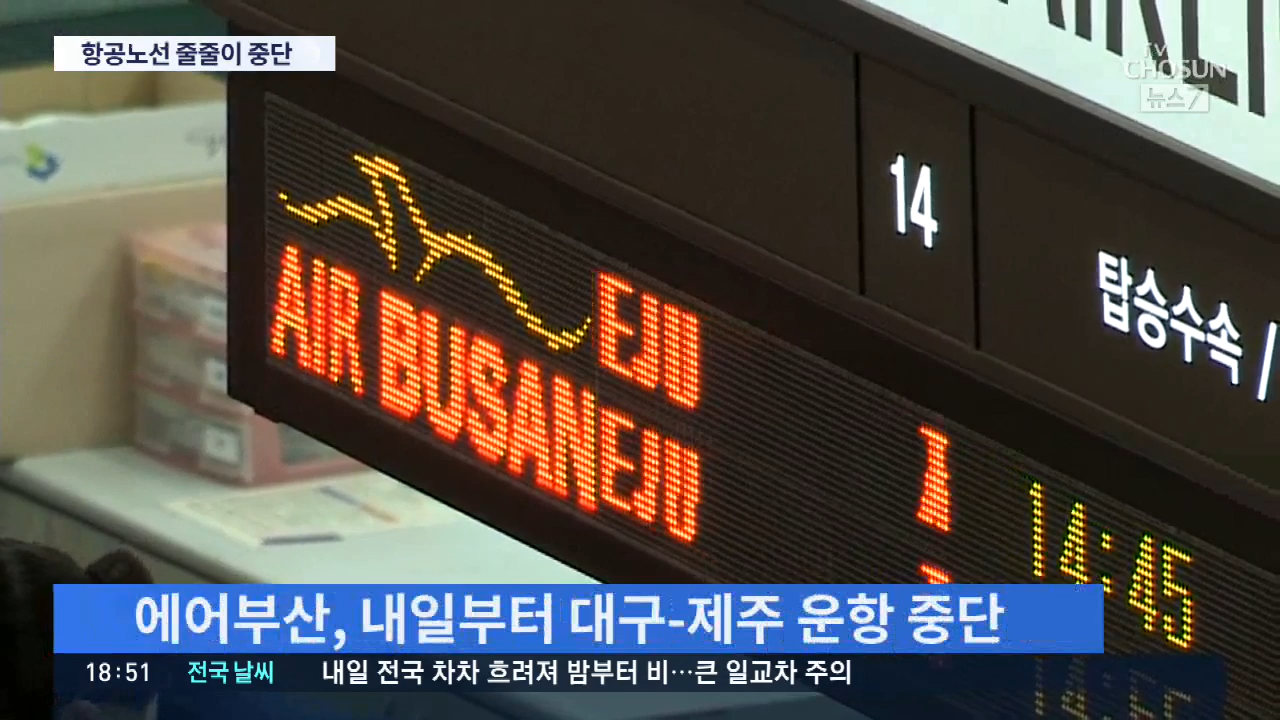 항공노선 줄줄이 중단
TV
CHOSUN
뉴스7
14
탑승수속 /
EJU
AIR BUSAN EJU
14:45
에어부산, 내일부터 대구-제주 운항 중단
18:51 전국 날씨 내일 전국 차차 흐려져 밤부터 비…큰 일교차 주의